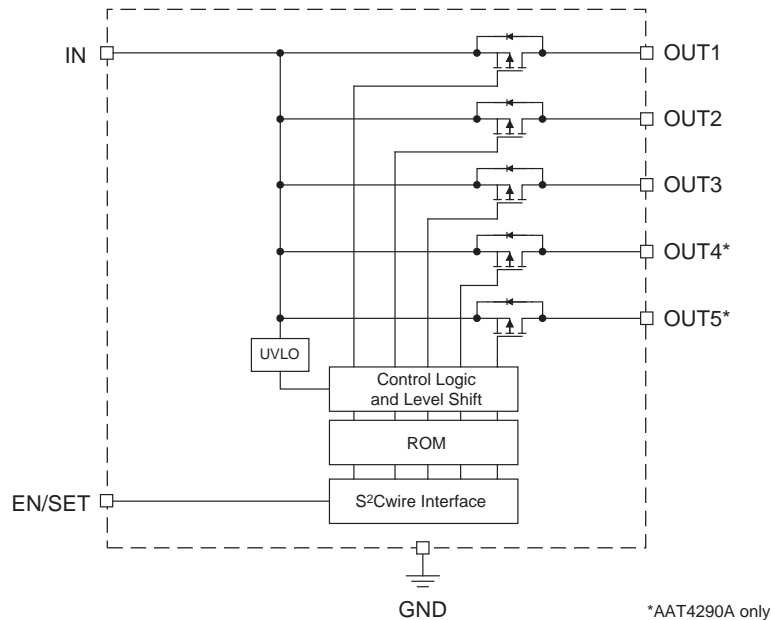 IN
OUT1
OUT2
OUT3
OUT4*
OUT5*
UVLO
Control Logic
and Level Shift
ROM
EN/SET
S²Cwire Interface
GND
*AAT4290A only